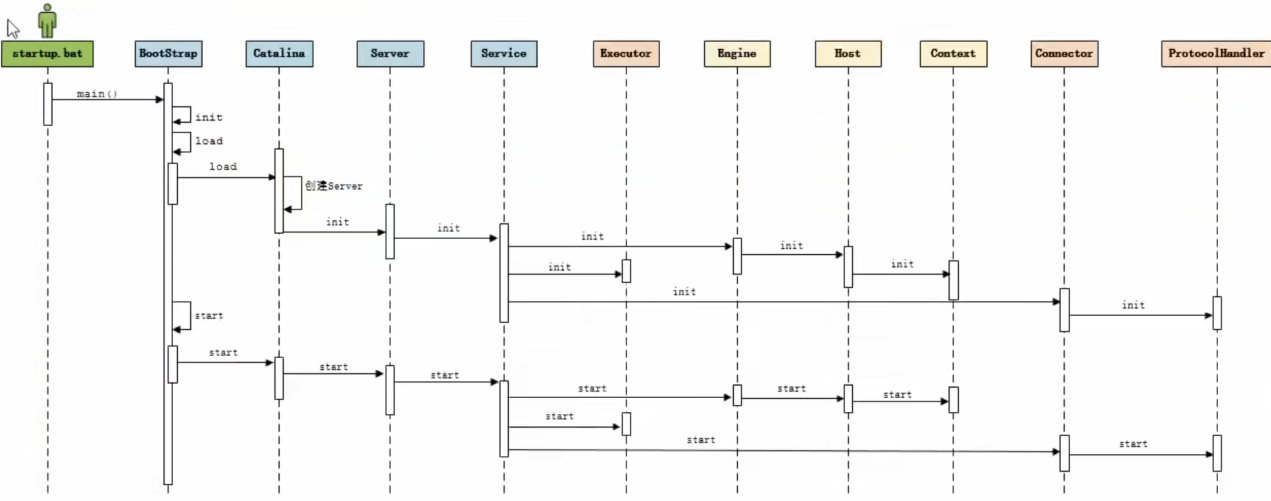 startup.bat BootStrap Catalina Server Service Executor Engine Host Context Connector ProtocolHandler
main()
init
load
load
创建Server
init
init
init
init
init
init
init
init
start
start
start
start
start
start
start
start
start
start